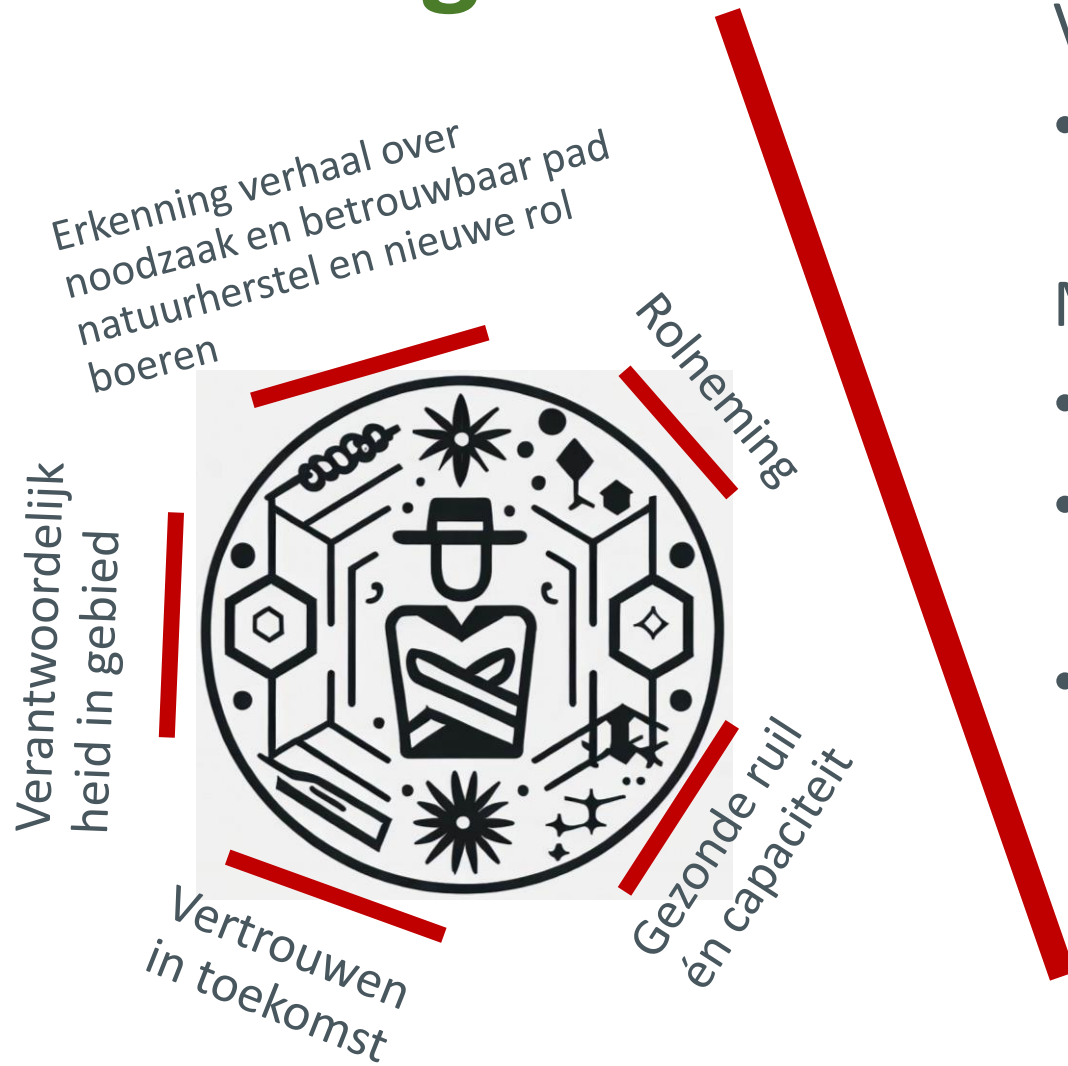 Erkenning verhaal over
noodzaak en betrouwbaar pad
natuurherstel en nieuwe rol
boeren
Rolneming
Verantwoordelijk
heid in gebied
Gezonde ruil
én capaciteit
Vertrouwen
in toekomst